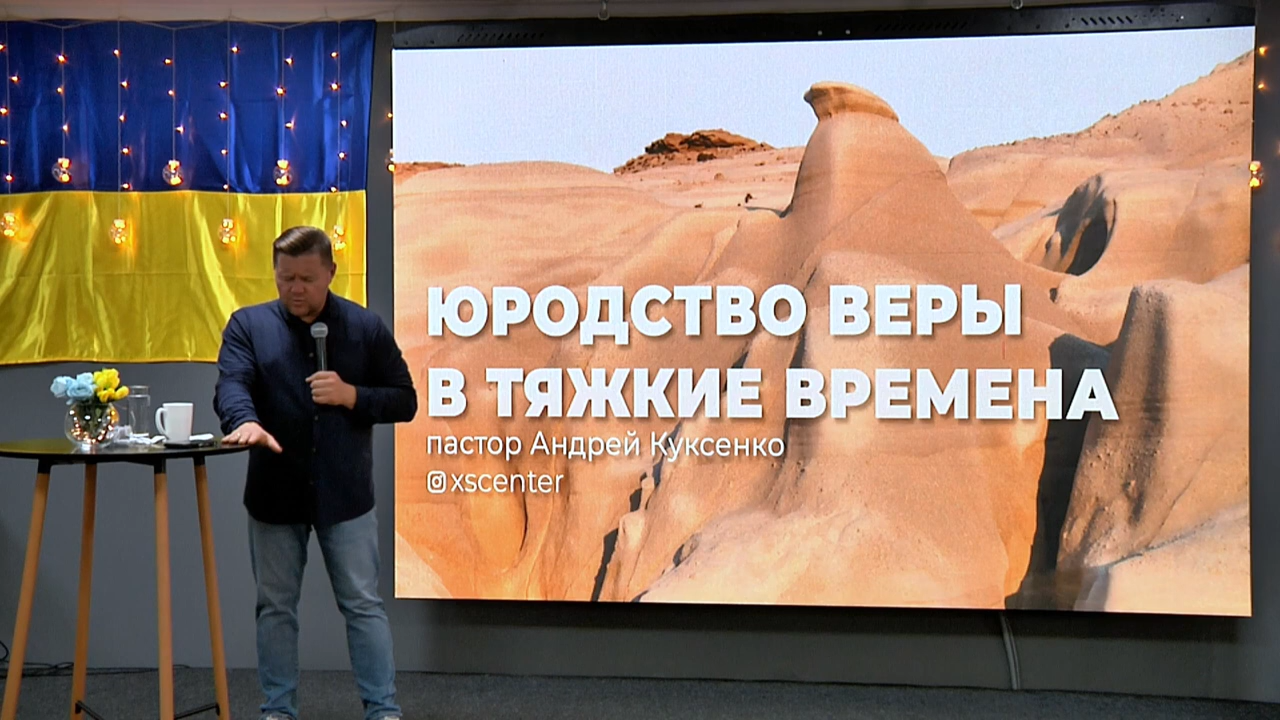 ЮРОДСТВО ВЕРЫ
В ТЯЖКИЕ ВРЕМЕНА
пастор Андрей Куксенко
xscenter